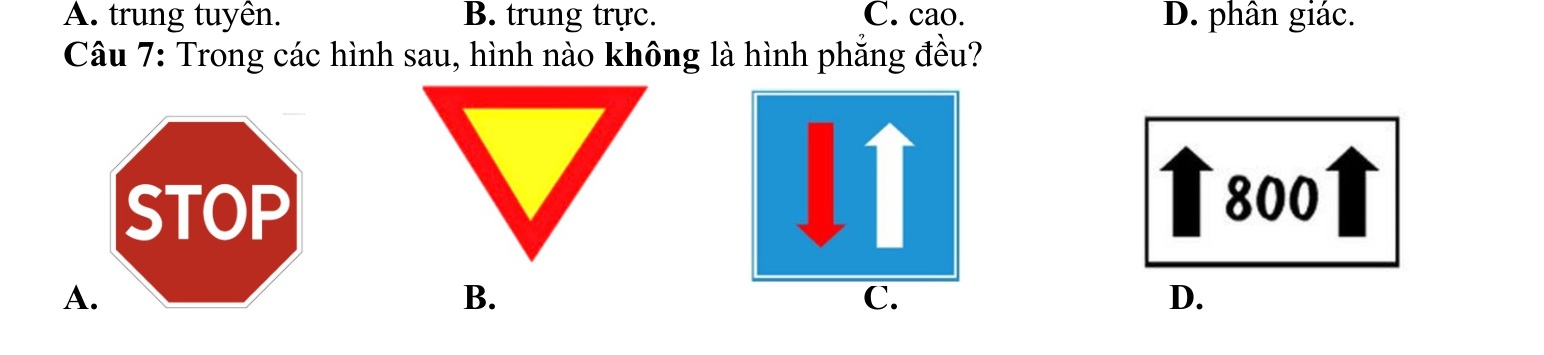 A. trung tuyến. B. trung trực. C. cao. D. phân giác.
Câu 7: Trong các hình sau, hình nào không là hình phẳng đều?
STOP
800
A. B. C. D.